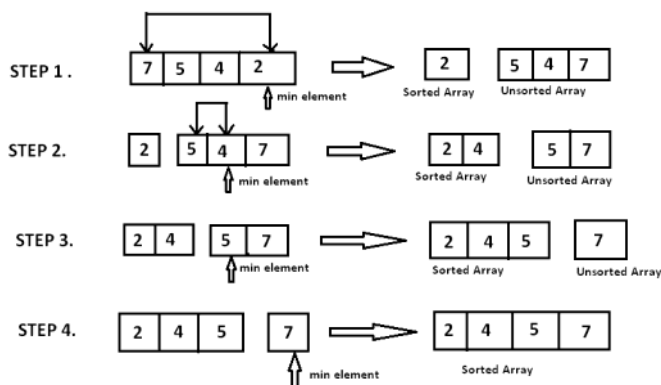 STEP 1 . 7 5 4 2 2 5 4 7
min element Sorted Array Unsorted Array
STEP 2. 2 5 4 7 2 4 5 7
min element Sorted Array Unsorted Array
STEP 3. 2 4 5 7 2 4 5 7
min element Sorted Array Unsorted Array
STEP 4. 2 4 5 7 2 4 5 7
min element Sorted Array